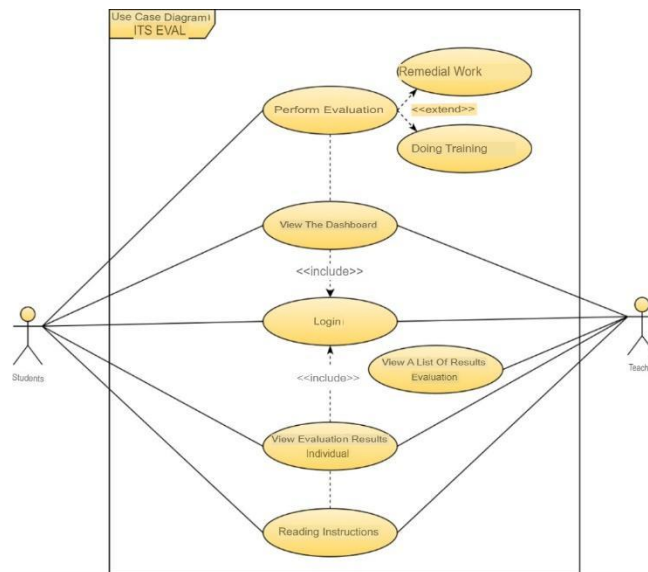 Use Case Diagram
ITS EVAL
Remedial Work
Perform Evaluation
<<extend>>
Doing Training
View The Dashboard
<<include>>
Login
<<include>>
View A List Of Results
Evaluation
Students
Teach
View Evaluation Results
Individual
Reading Instructions